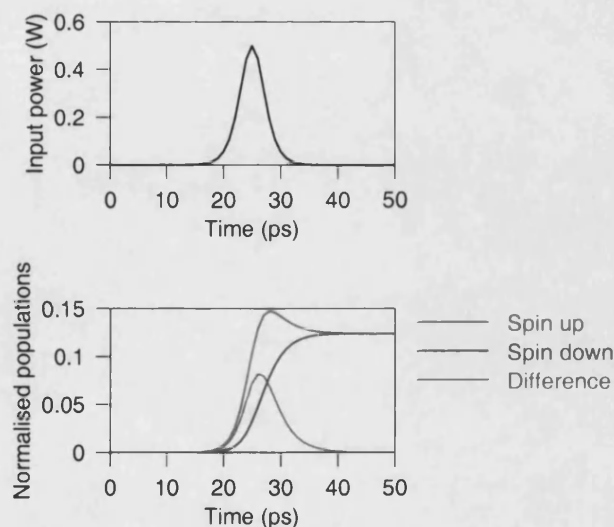 Input power (W)
0.6
0.4
0.2
0
0 10 20 30 40 50
Time (ps)
Normalised populations
0.15
0.1
0.05
0
0 10 20 30 40 50
Time (ps)
Spin up
Spin down
Difference